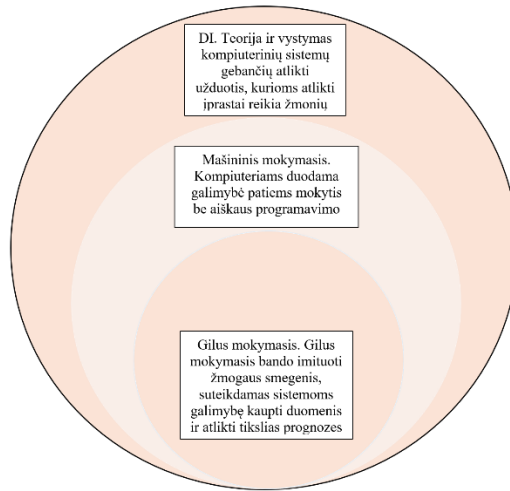 DI. Teorija ir vystymas
kompiuterinių sistemų
gebančių atlikti
užduotis, kurioms atlikti
įprastai reikia žmonių
Mašininis mokymasis.
Kompiuteriams duodama
galimybė patiems mokytis
be aiškaus programavimo
Gilus mokymasis. Gilus
mokymasis bando imituoti
žmogaus smegenis,
suteikdamas sistemoms
galimybę kaupti duomenis
ir atlikti tikslias prognozes